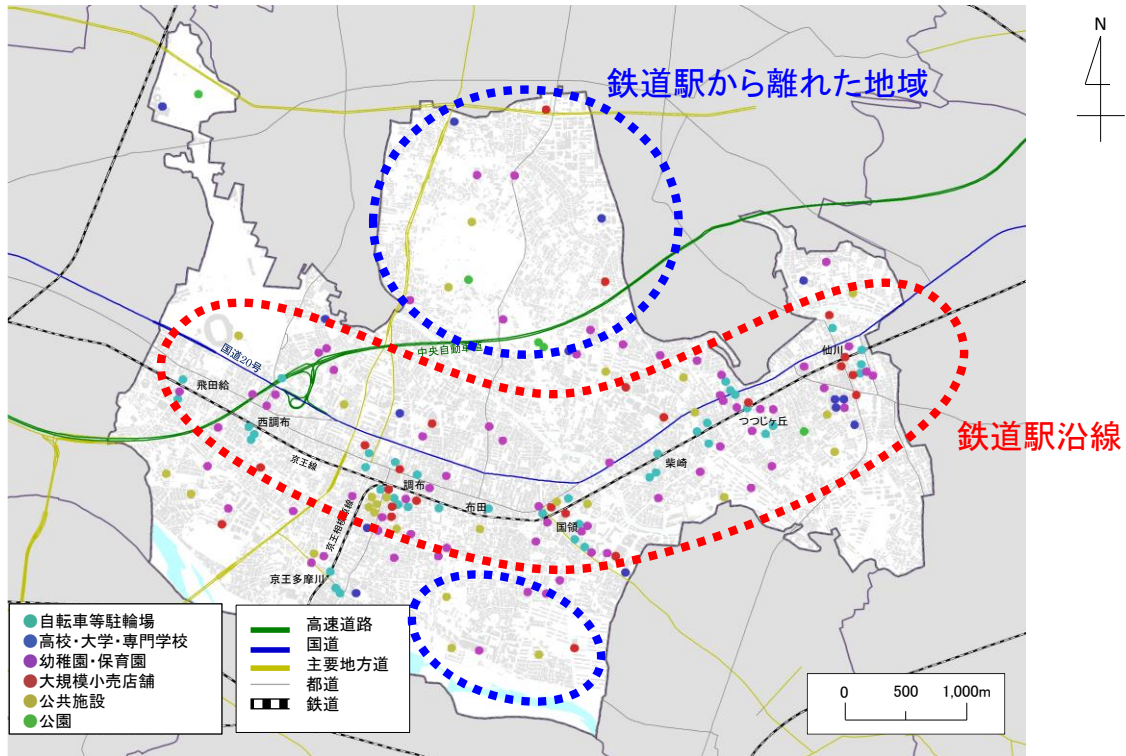 N
鉄道駅から離れた地域
中央自動車道
国道20号
仙川
飛田給
つつじヶ丘
西調布
鉄道駅沿線
京王線
柴崎
調布
布田
国領
京王相模原線
京王多摩川
自転車等駐輪場
高校・大学・専門学校
幼稚園・保育園
大規模小売店舗
公共施設
公園
高速道路
国道
主要地方道
都道
鉄道
0 500 1,000m